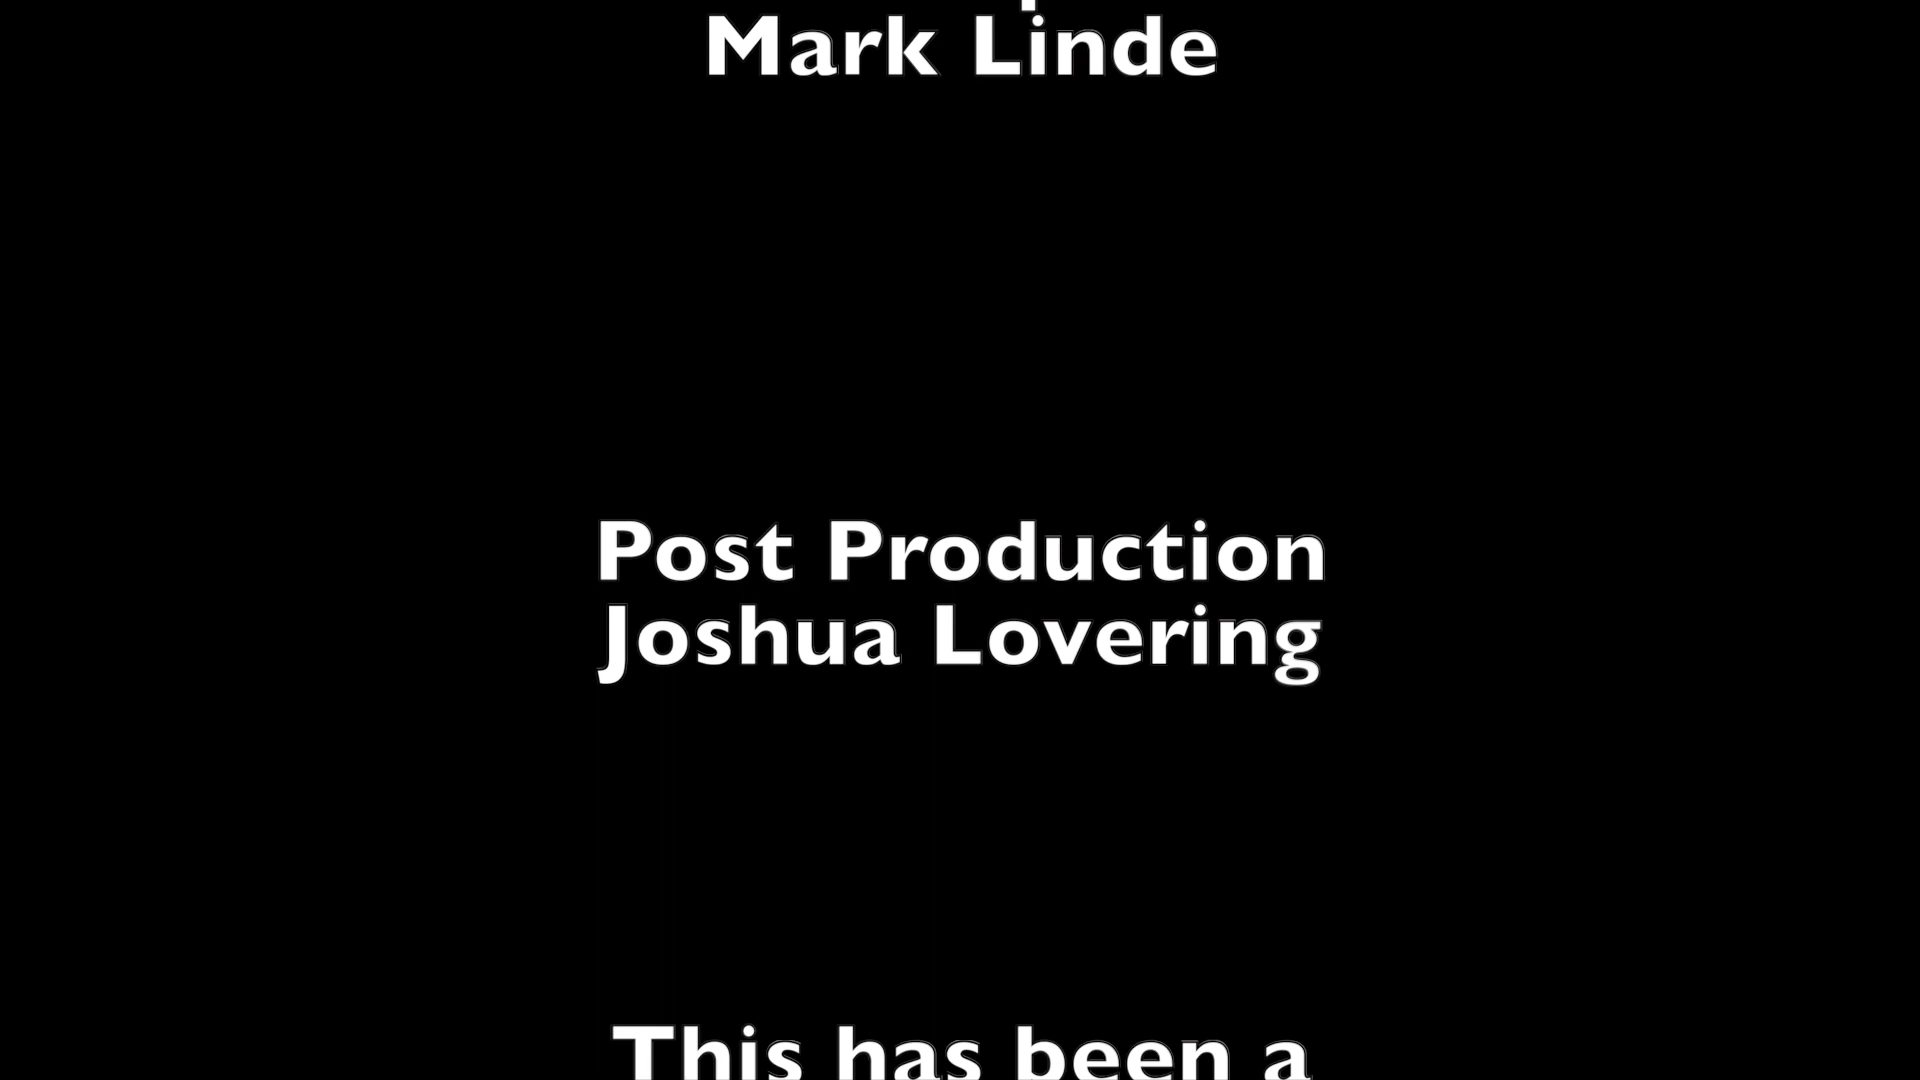 Mark Linde
Post Production
Joshua Lovering
This has been a